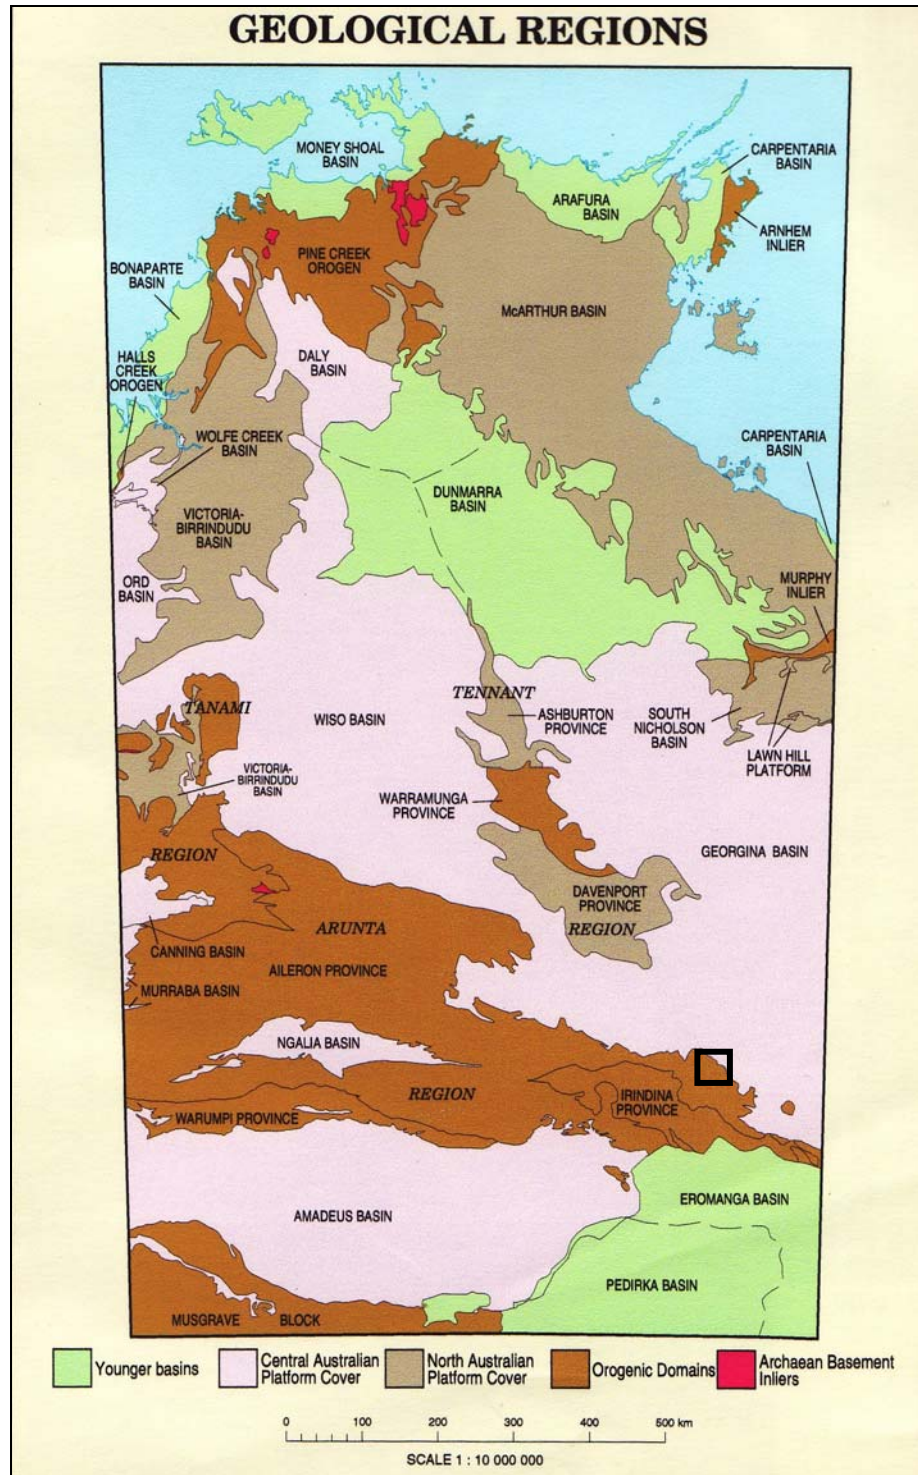 GEOLOGICAL REGIONS
MONEY SHOAL
BASIN
CARPENTARIA
BASIN
ARAFURA
BASIN
ARNHEM
INLIER
PINE CREEK
OROGEN
BONAPARTE
BASIN
McARTHUR BASIN
HALLS
CREEK
OROGEN
DALY
BASIN
WOLFE CREEK
BASIN
CARPENTARIA
BASIN
DUNMARRA
BASIN
VICTORIA-
BIRRINDUDU
BASIN
ORD
BASIN
MURPHY
INLIER
TANAMI
TENNANT
WISO BASIN
ASHBURTON
PROVINCE
SOUTH
NICHOLSON
BASIN
LAWN HILL
PLATFORM
VICTORIA-
BIRRINDUDU
BASIN
WARRAMUNGA
PROVINCE
REGION
GEORGINA BASIN
DAVENPORT
PROVINCE
ARUNTA
REGION
CANNING BASIN
AILERON PROVINCE
MURRABA BASIN
NGALIA BASIN
REGION
IRINDINA
PROVINCE
WARUMPI PROVINCE
EROMANGA BASIN
AMADEUS BASIN
PEDIRKA BASIN
MUSGRAVE BLOCK
Younger basins
Central Australian
Platform Cover
North Australian
Platform Cover
Orogenic Domains
Archaean Basement
Inliers
0 100 200 300 400 500 km
SCALE 1 : 10 000 000